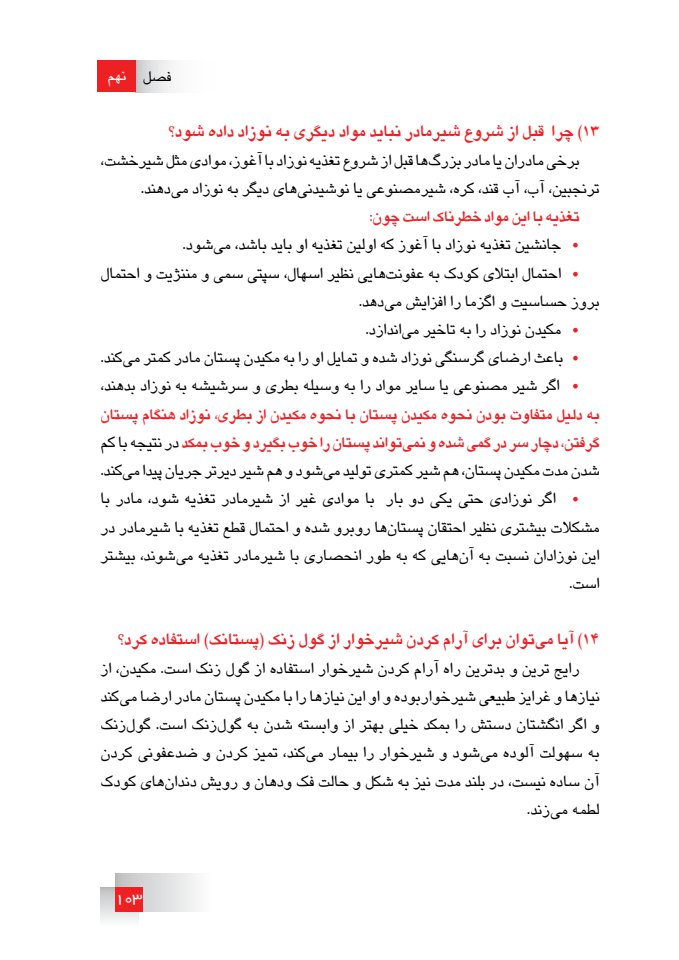 فصل نهم
۱۳) چرا قبل از شروع شیرمادر نباید مواد دیگری به نوزاد داده شود؟
برخی مادران یا مادر بزرگ‌ها قبل از شروع تغذیه نوزاد با آغوز، موادی مثل شیرخشت،
ترنجبین، آب، آب قند، کره، شیرمصنوعی یا نوشیدنی‌های دیگر به نوزاد می‌دهند.
تغذیه با این مواد خطرناک است چون:
• جانشین تغذیه نوزاد با آغوز که اولین تغذیه او باید باشد، می‌شود.
• احتمال ابتلای کودک به عفونت‌هایی نظیر اسهال، سپتی سمی و مننژیت و احتمال
بروز حساسیت و اگزما را افزایش می‌دهد.
• مکیدن نوزاد را به تاخیر می‌اندازد.
• باعث ارضای گرسنگی نوزاد شده و تمایل او را به مکیدن پستان مادر کمتر می‌کند.
• اگر شیر مصنوعی یا سایر مواد را به وسیله بطری و سرشیشه به نوزاد بدهند،
به دلیل متفاوت بودن نحوه مکیدن پستان با نحوه مکیدن از بطری، نوزاد هنگام پستان
گرفتن، دچار سر در گمی شده و نمی‌تواند پستان را خوب بگیرد و خوب بمکد در نتیجه با کم
شدن مدت مکیدن پستان، هم شیر کمتری تولید می‌شود و هم شیر دیرتر جریان پیدا می‌کند.
• اگر نوزادی حتی یکی دو بار با موادی غیر از شیرمادر تغذیه شود، مادر با
مشکلات بیشتری نظیر احتقان پستان‌ها روبرو شده و احتمال قطع تغذیه با شیرمادر در
این نوزادان نسبت به آن‌هایی که به طور انحصاری با شیرمادر تغذیه می‌شوند، بیشتر
است.
۱۴) آیا می‌توان برای آرام کردن شیرخوار از گول زنک (پستانک) استفاده کرد؟
رایج ترین و بدترین راه آرام کردن شیرخوار استفاده از گول زنک است. مکیدن، از
نیازها و غرایز طبیعی شیرخواربوده و او این نیازها را با مکیدن پستان مادر ارضا می‌کند
و اگر انگشتان دستش را بمکد خیلی بهتر از وابسته شدن به گول‌زنک است. گول‌زنک
به سهولت آلوده می‌شود و شیرخوار را بیمار می‌کند، تمیز کردن و ضدعفونی کردن
آن ساده نیست، در بلند مدت نیز به شکل و حالت فک ودهان و رویش دندان‌های کودک
لطمه می‌زند.
۱۰۳